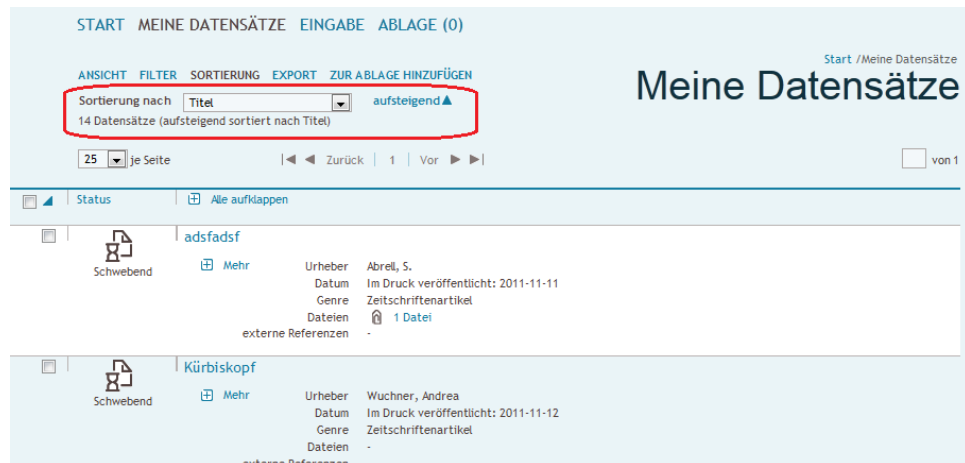 START MEINE DATENSÄTZE EINGABE ABLAGE (0)
Start /Meine Datensätze
Meine Datensätze
ANSICHT FILTER SORTIERUNG EXPORT ZUR ABLAGE HINZUFÜGEN
Sortierung nach Titel aufsteigend
14 Datensätze (aufsteigend sortiert nach Titel)
25 je Seite Zurück | 1 | Vor von 1
Status Alle aufklappen
adsfadsf
Schwebend
Mehr Urheber Abrell, S.
Datum Im Druck veröffentlicht: 2011-11-11
Genre Zeitschriftenartikel
Dateien 1 Datei
externe Referenzen -
Kürbiskopf
Schwebend
Mehr Urheber Wuchner, Andrea
Datum Im Druck veröffentlicht: 2011-11-12
Genre Zeitschriftenartikel
Dateien -
externe Referenzen